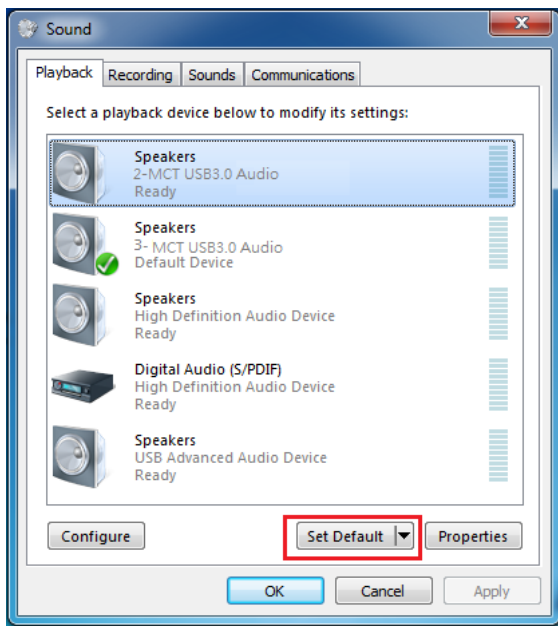 Sound
Playback Recording Sounds Communications
Select a playback device below to modify its settings:
Speakers
2-MCT USB3.0 Audio
Ready
Speakers
3- MCT USB3.0 Audio
Default Device
Speakers
High Definition Audio Device
Ready
Digital Audio (S/PDIF)
High Definition Audio Device
Ready
Speakers
USB Advanced Audio Device
Ready
Configure Set Default Properties
OK Cancel Apply